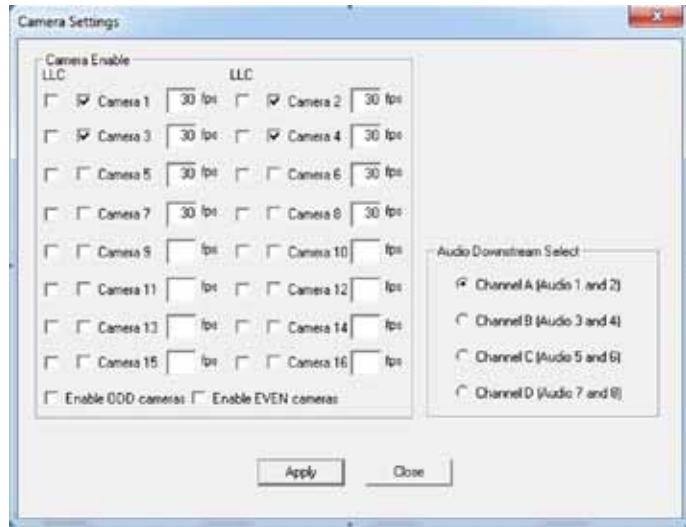 Camera Settings
Camera Enable
LLC LLC
Camera 1 30 fps Camera 2 30 fps
Camera 3 30 fps Camera 4 30 fps
Camera 5 30 fps Camera 6 30 fps
Camera 7 30 fps Camera 8 30 fps
Camera 9 fps Camera 10 fps
Camera 11 fps Camera 12 fps
Camera 13 fps Camera 14 fps
Camera 15 fps Camera 16 fps
Enable ODD cameras Enable EVEN cameras
Audio Downstream Select
Channel A (Audio 1 and 2)
Channel B (Audio 3 and 4)
Channel C (Audio 5 and 6)
Channel D (Audio 7 and 8)
Apply Close